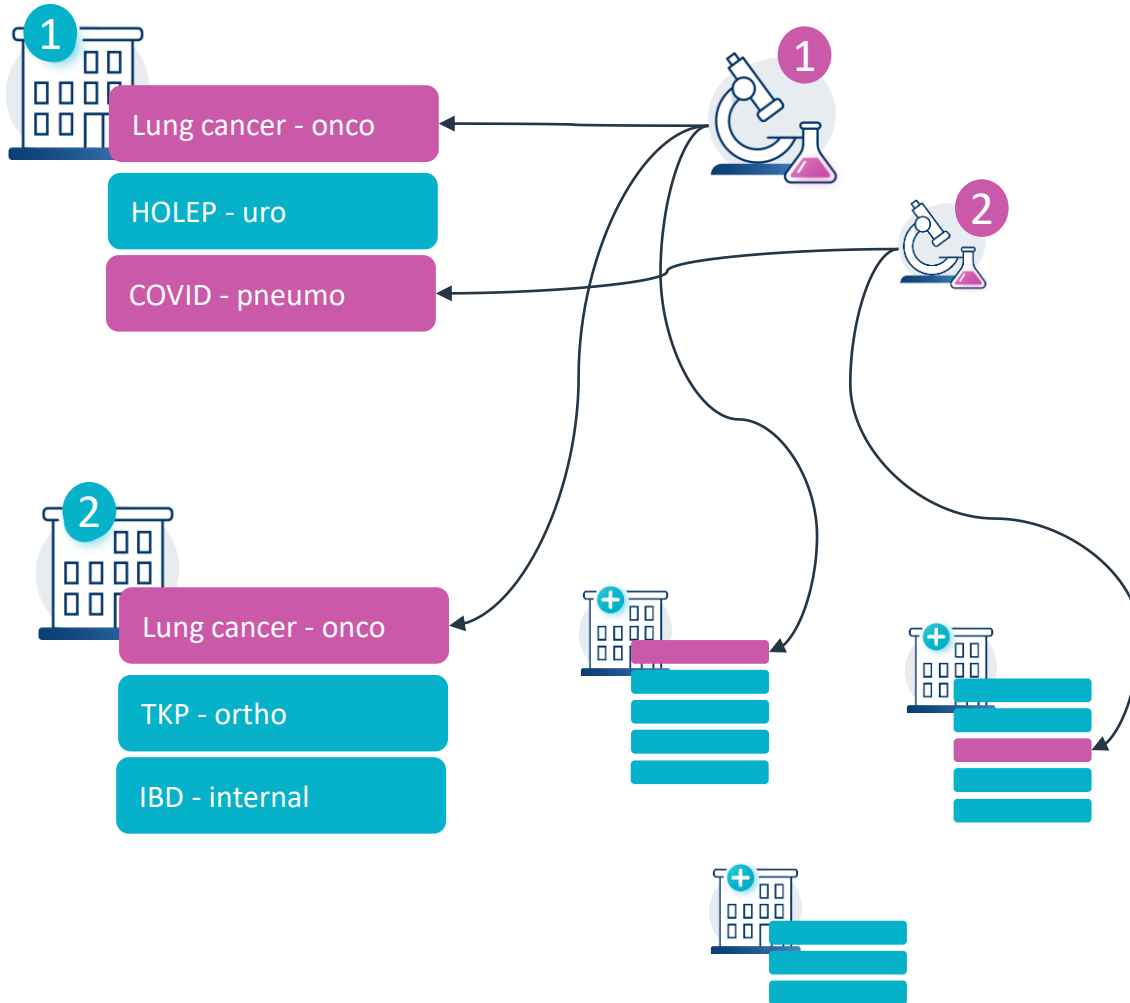 1
Lung cancer - onco
HOLEP - uro
COVID - pneumo
1
2
2
Lung cancer - onco
TKP - ortho
IBD - internal